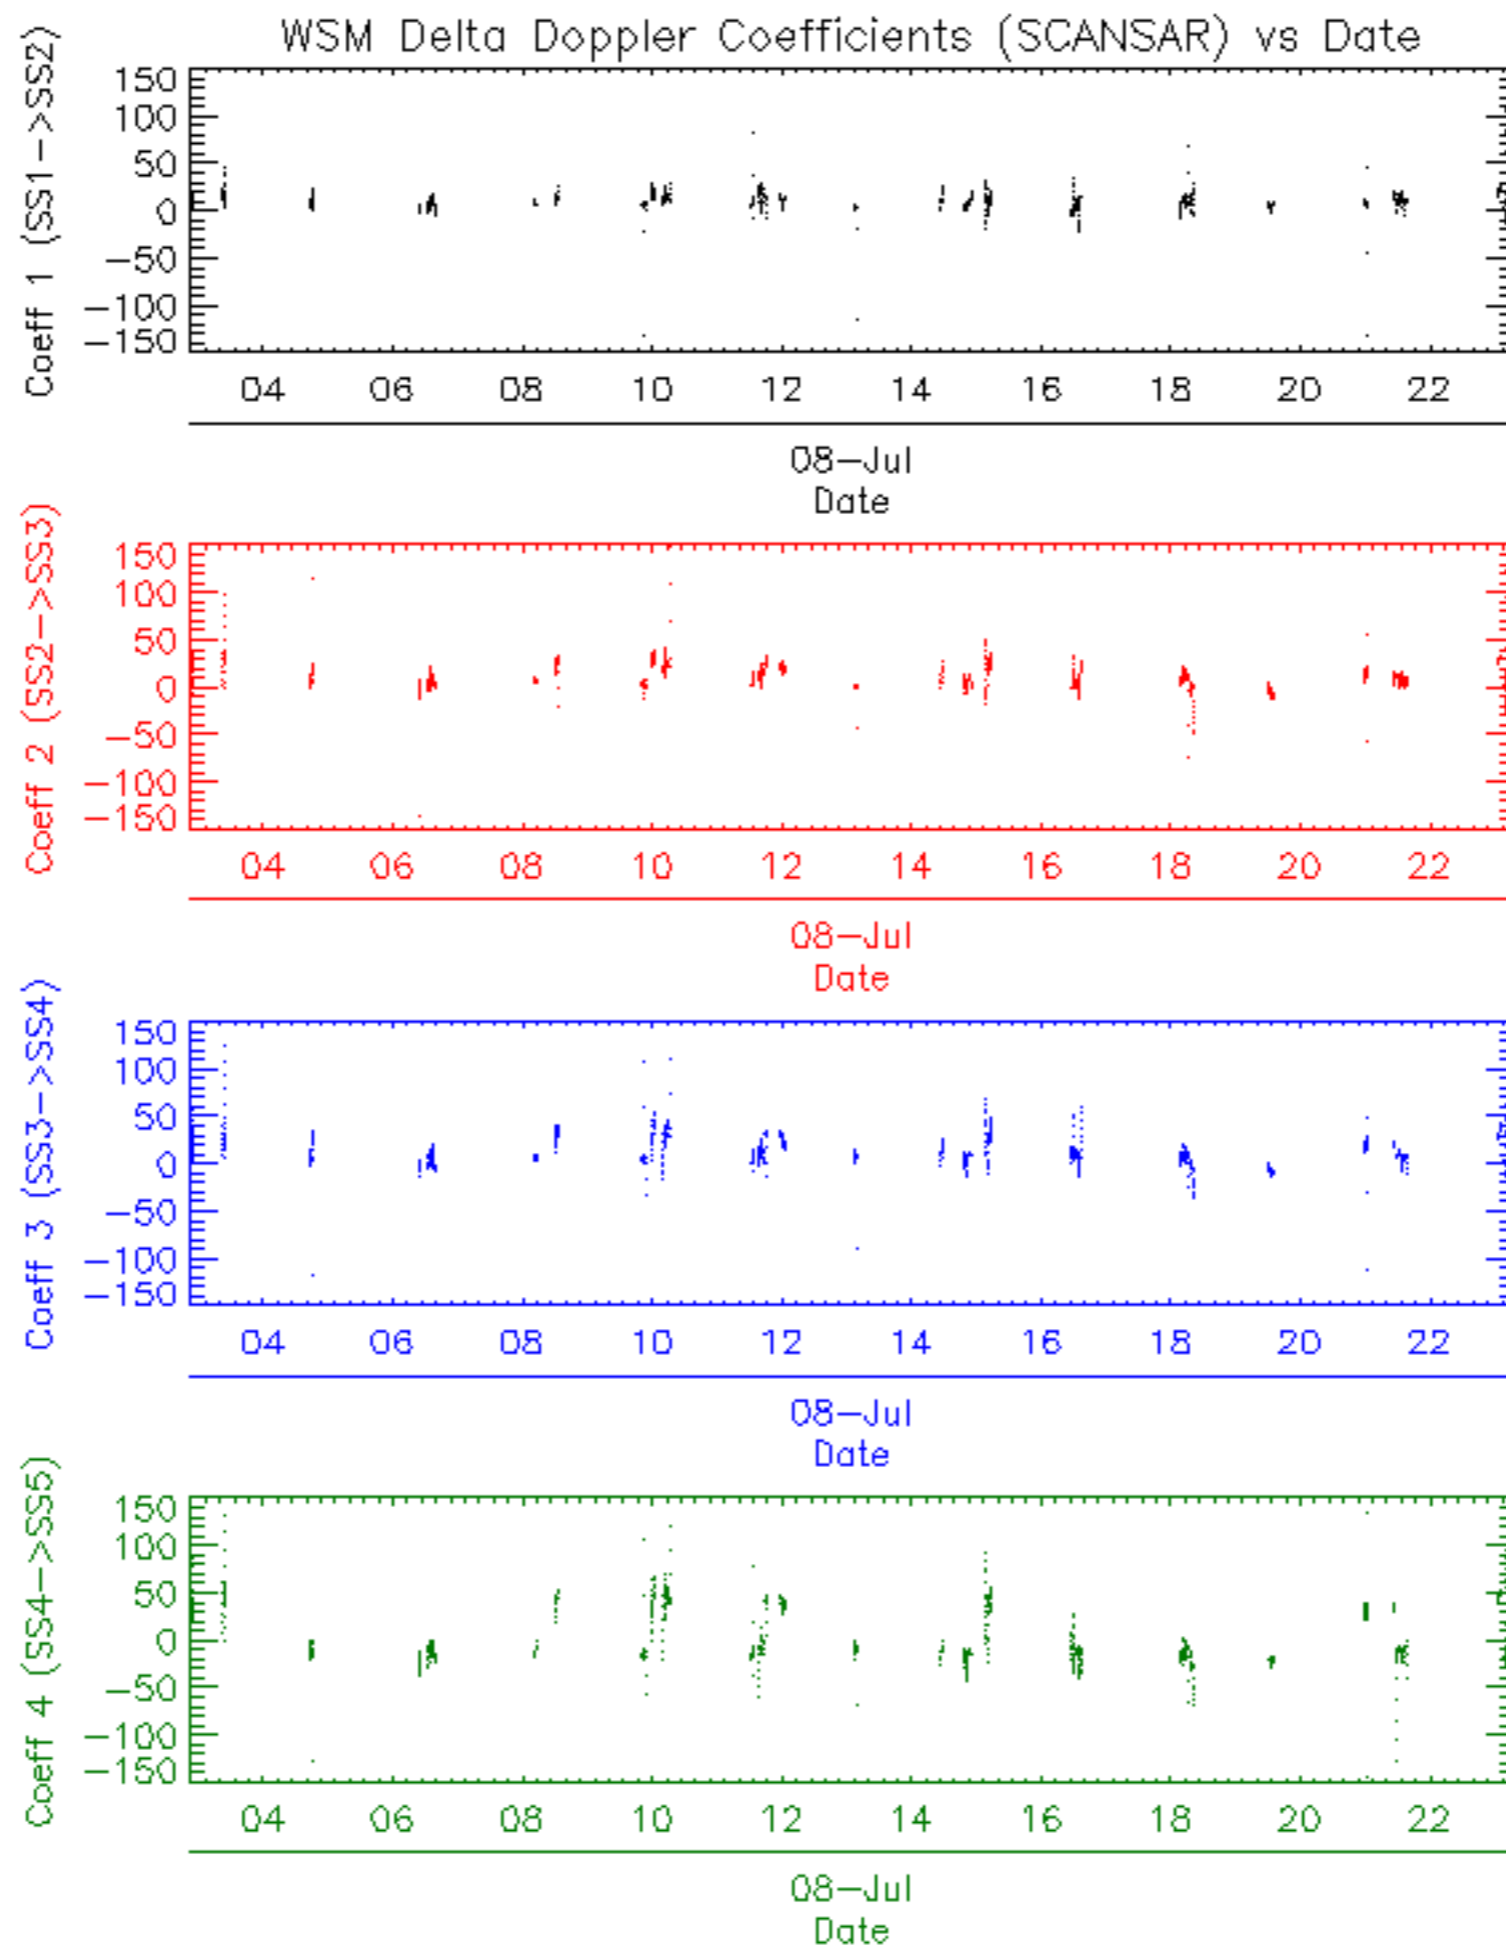 WSM Delta Doppler Coefficients (SCANSAR) vs Date
Coeff 1 (SS1->SS2)
150
100
50
0
-50
-100
-150
04 06 08 10 12 14 16 18 20 22
08-Jul
Date
Coeff 2 (SS2->SS3)
150
100
50
0
-50
-100
-150
04 06 08 10 12 14 16 18 20 22
08-Jul
Date
Coeff 3 (SS3->SS4)
150
100
50
0
-50
-100
-150
04 06 08 10 12 14 16 18 20 22
08-Jul
Date
Coeff 4 (SS4->SS5)
150
100
50
0
-50
-100
-150
04 06 08 10 12 14 16 18 20 22
08-Jul
Date